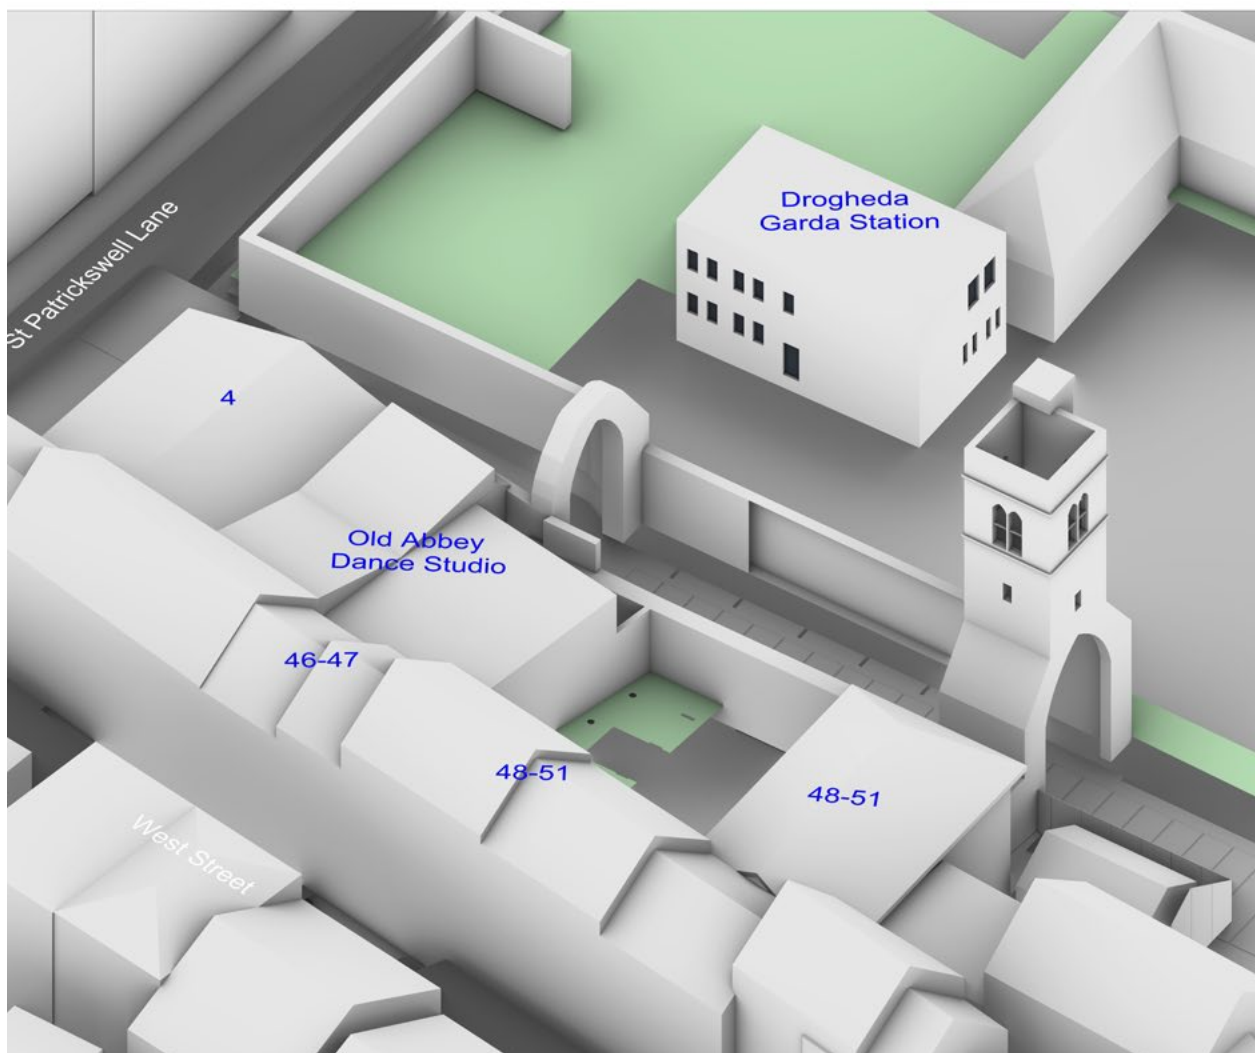 Drogheda
Garda Station
St Patrickswell Lane
4
Old Abbey
Dance Studio
46-47
48-51
48-51
West Street